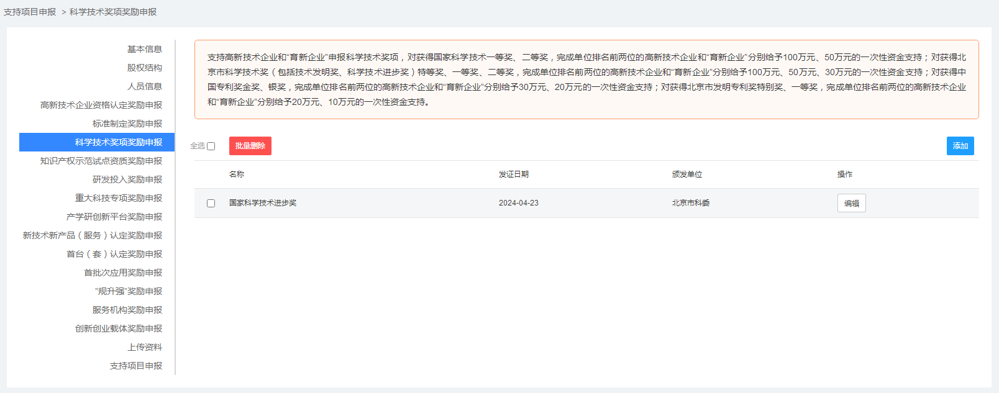 支持项目申报 > 科学技术奖项奖励申报
基本信息
股权结构
人员信息
高新技术企业资格认定奖励申报
标准制定奖励申报
科学技术奖项奖励申报
知识产权示范试点资质奖励申报
研发投入奖励申报
重大科技专项奖励申报
产学研创新平台奖励申报
新技术新产品（服务）认定奖励申报
首台（套）认定奖励申报
首批次应用奖励申报
"规升强"奖励申报
服务机构奖励申报
创新创业载体奖励申报
上传资料
支持项目申报
支持高新技术企业和“育新企业”申报科学技术奖项，对获得国家科学技术一等奖、二等奖，完成单位排名前两位的高新技术企业和“育新企业”分别给予100万元、50万元的一次性资金支持；对获得北
京市科学技术奖（包括技术发明奖、科学技术进步奖）特等奖、一等奖、二等奖，完成单位排名前两位的高新技术企业和“育新企业”分别给予100万元、50万元、30万元的一次性资金支持；对获得中
国专利奖金奖、银奖，完成单位排名前两位的高新技术企业和“育新企业”分别给予30万元、20万元的一次性资金支持；对获得北京市发明专利奖特别奖、一等奖，完成单位排名前两位的高新技术企业
和“育新企业”分别给予20万元、10万元的一次性资金支持。
全选 批量删除 添加
名称 发证日期 颁发单位 操作
国家科学技术进步奖 2024-04-23 北京市科委 编辑